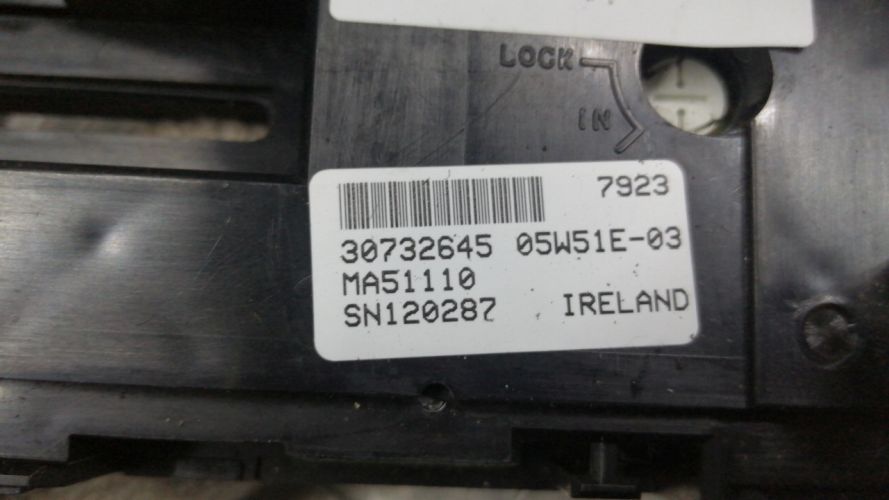 LOCK
IN
7923
30732645 05W51E-03
MA51110
SN120287 IRELAND